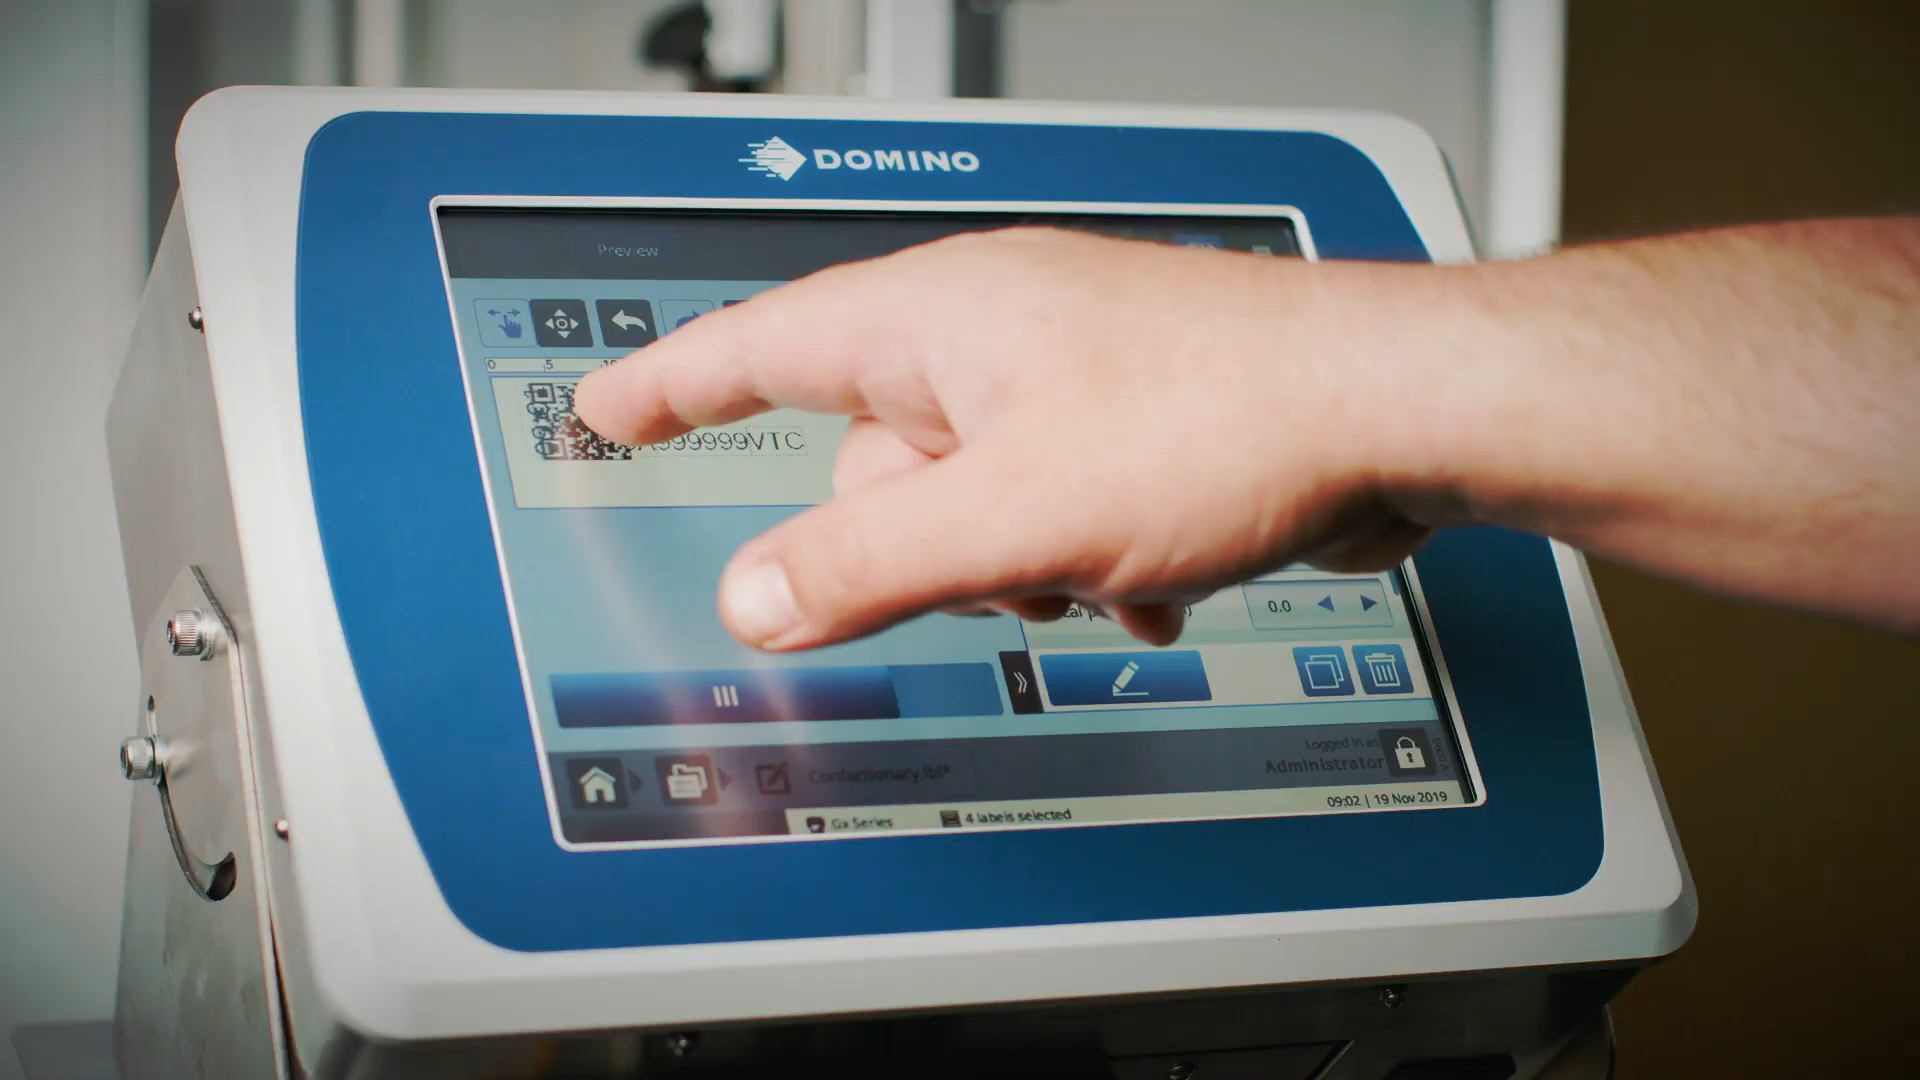 DOMINO
Preview
0 5 10
999999VTC
0.0
Confectionary.lbl*
Logged in as
Administrator
Gx Series
4 labels selected
09:02 | 19 Nov 2019